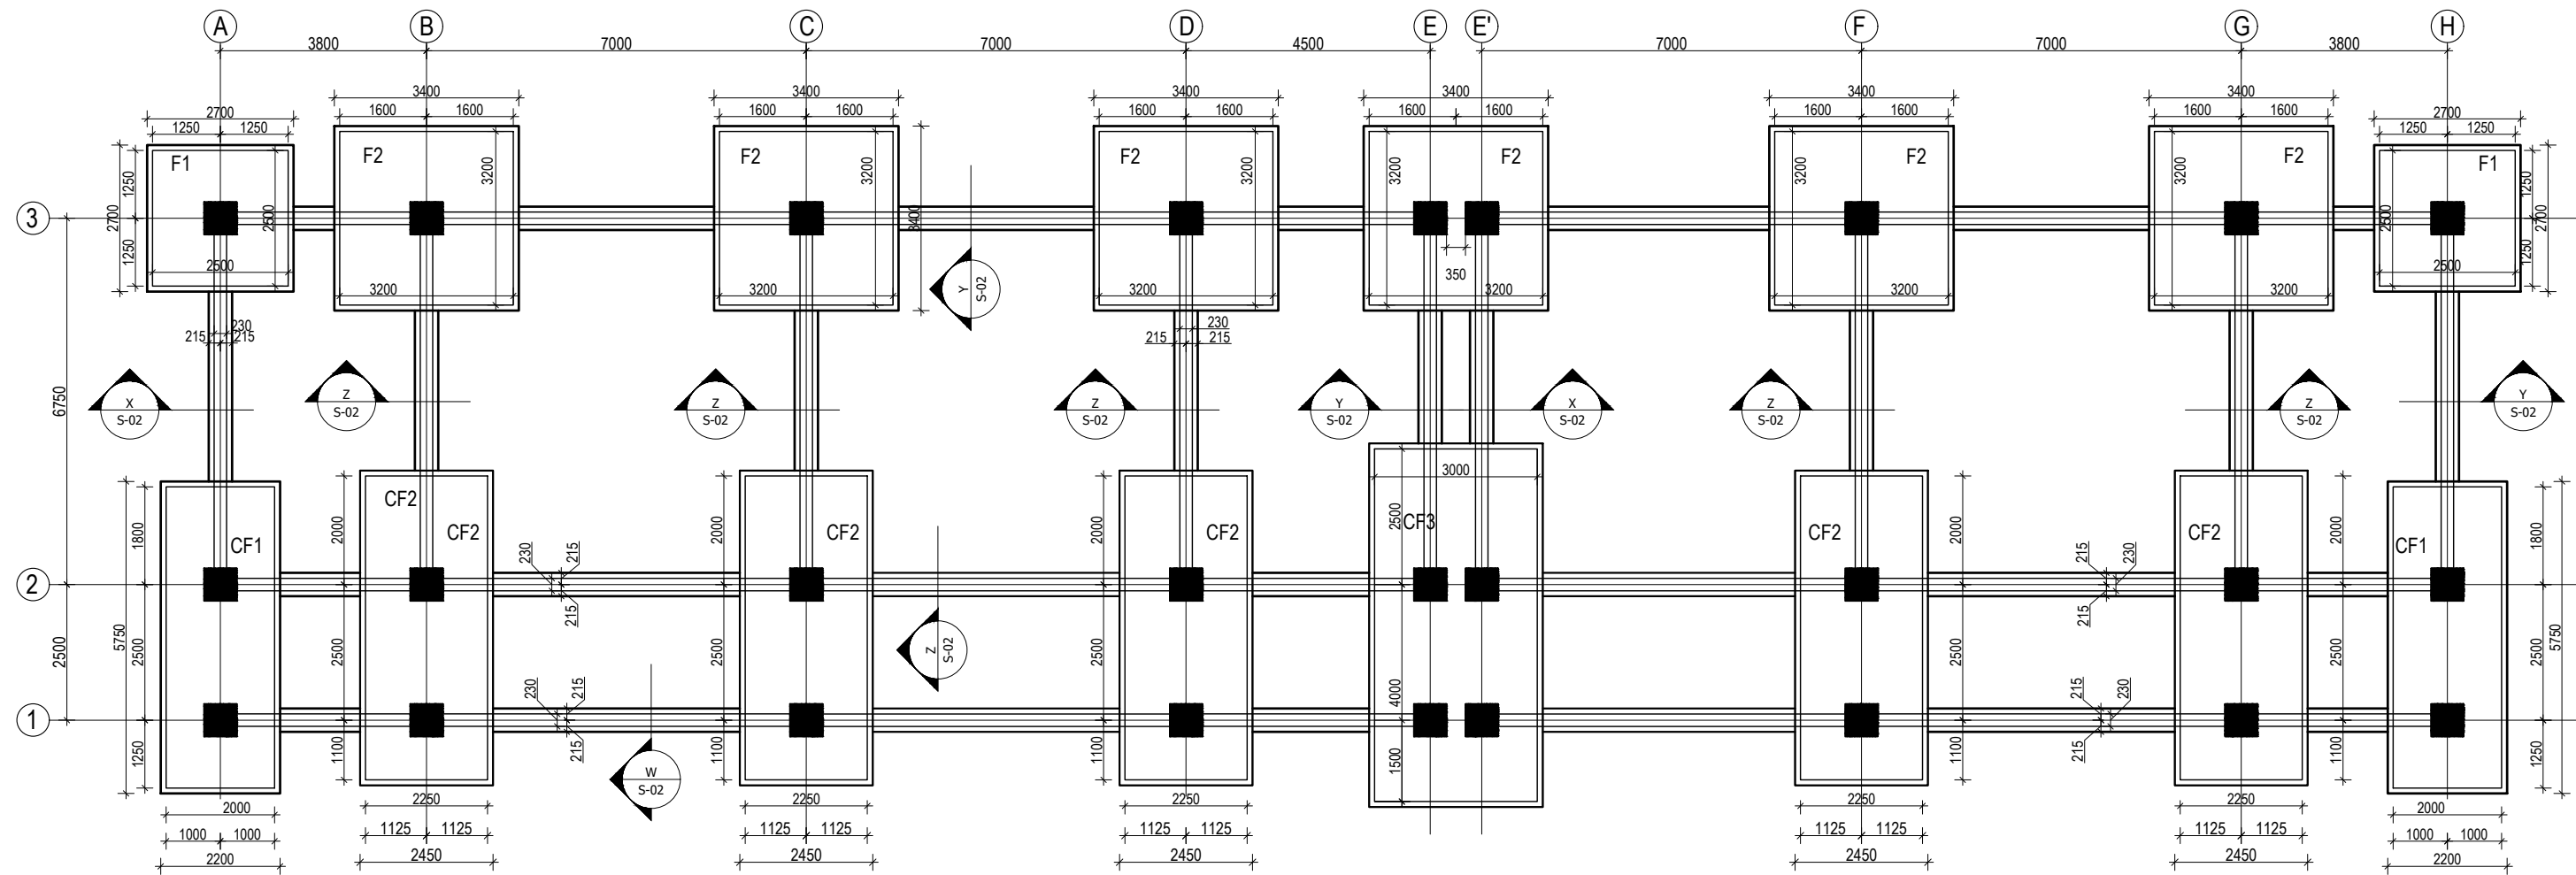 A B C D E E' F G H
3800 7000 7000 4500 7000 7000 3800
3400 3400 3400 3400 3400 3400
2700 1600 1600 1600 1600 1600 1600 1600 1600 1600 1600 1600 1600 2700
1250 1250 1250 1250
F1 F2 F2 F2 F2 F2 F2 F1
1250 3200 3200 3200 3200 3200 3200 1250
3 2700 2500 3400 2500 2700
1250 1250
2500 350 2500
3200 3200 3200 3200 3200 3200
Y
S-02
230 230
215 215 215 215
6750
X Z Z Z Y X Z Z Y
S-02 S-02 S-02 S-02 S-02 S-02 S-02 S-02 S-02
3000
CF2
1800 2000 2000 2000 2500 2000 2000 1800
CF1 CF2 CF2 CF2 CF3 CF2 CF2 CF1
230 215 215 230
2
215 215
2500 5750 2500 2500 2500 2500 2500 2500 2500 5750
Z
S-02
230 215 4000 215 230
1
215 215
1250 1100 1100 1100 1500 1100 1100 1250
W
S-02
2000 2250 2250 2250 2250 2250 2000
1000 1000 1125 1125 1125 1125 1125 1125 1125 1125 1125 1125 1000 1000
2200 2450 2450 2450 2450 2450 2200